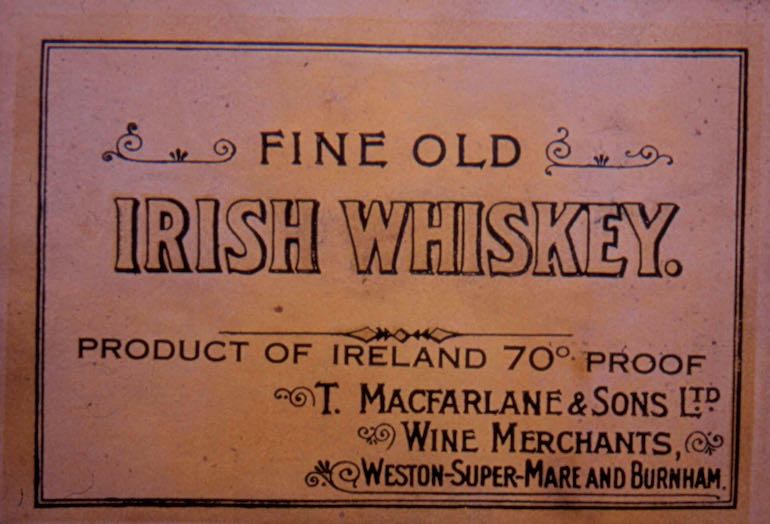 FINE OLD
IRISH WHISKEY.
PRODUCT OF IRELAND 70° PROOF
T. MACFARLANE & SONS LTD
WINE MERCHANTS,
WESTON-SUPER-MARE AND BURNHAM.